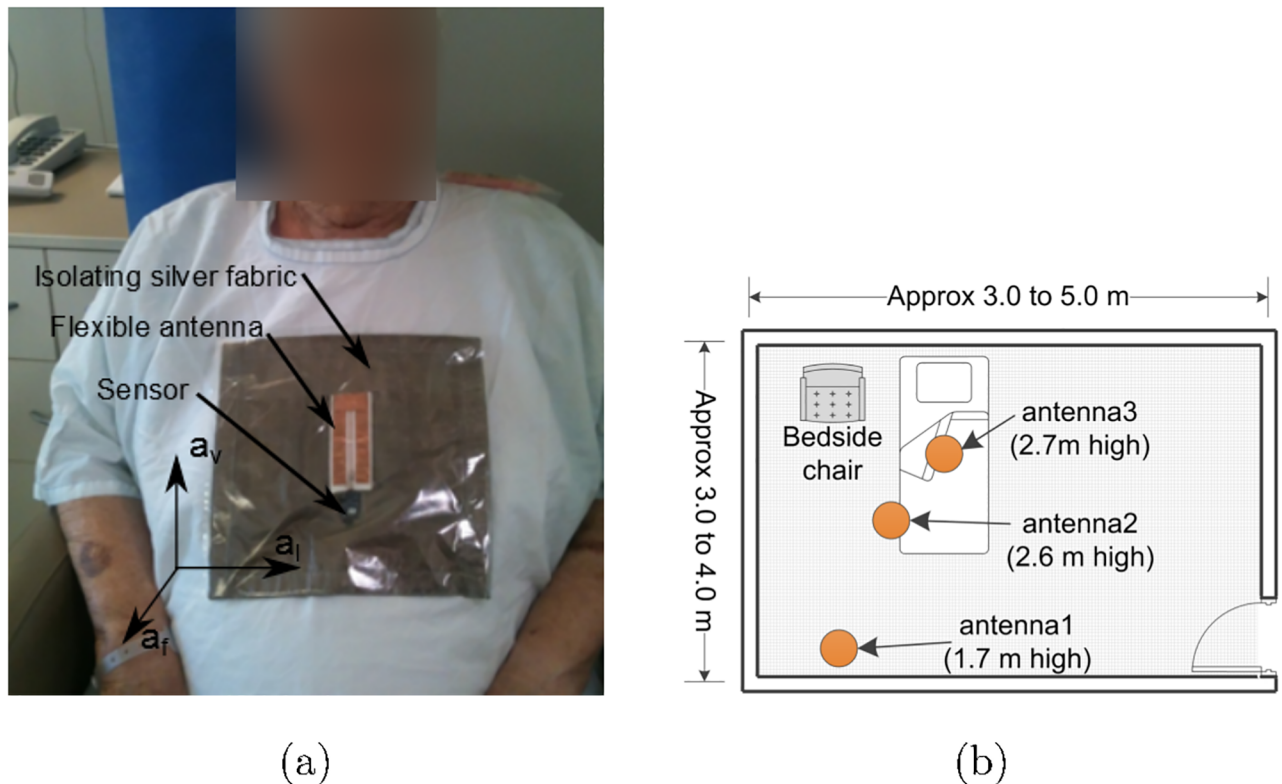 Isolating silver fabric
Flexible antenna
Sensor
a_v
a_l
a_f
(a)
Approx 3.0 to 5.0 m
Approx 3.0 to 4.0 m
Bedside
chair
antenna3
(2.7m high)
antenna2
(2.6 m high)
antenna1
(1.7 m high)
(b)